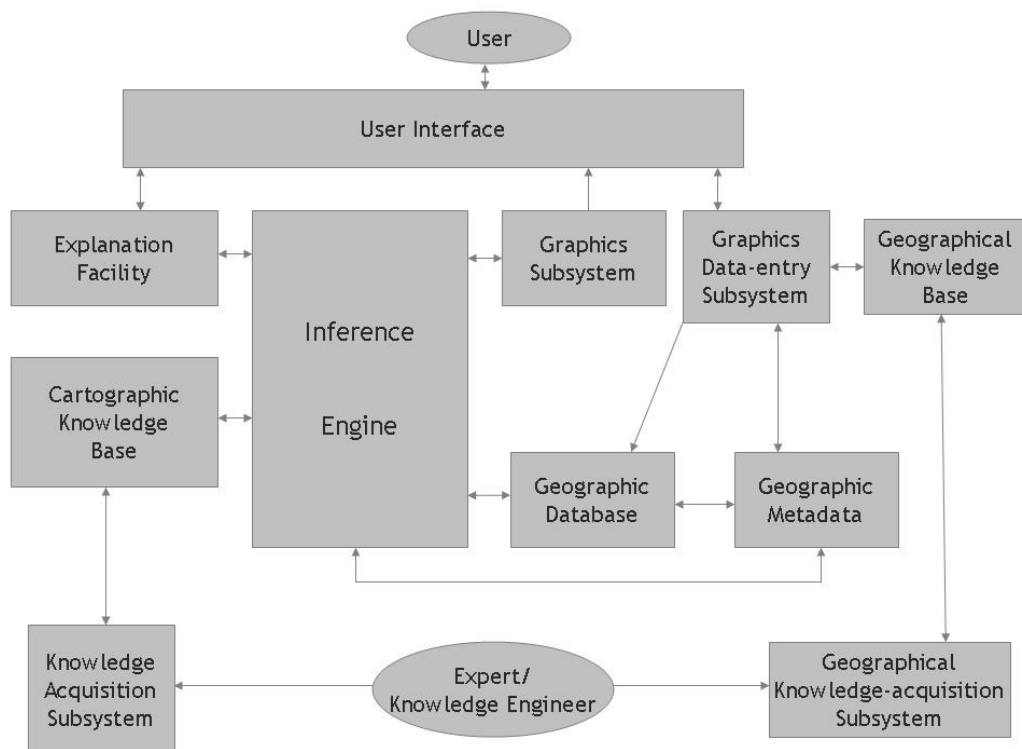 User
User Interface
Explanation
Facility
Inference
Engine
Graphics
Subsystem
Graphics
Data-entry
Subsystem
Geographical
Knowledge
Base
Cartographic
Knowledge
Base
Geographic
Database
Geographic
Metadata
Knowledge
Acquisition
Subsystem
Expert/
Knowledge Engineer
Geographical
Knowledge-acquisition
Subsystem